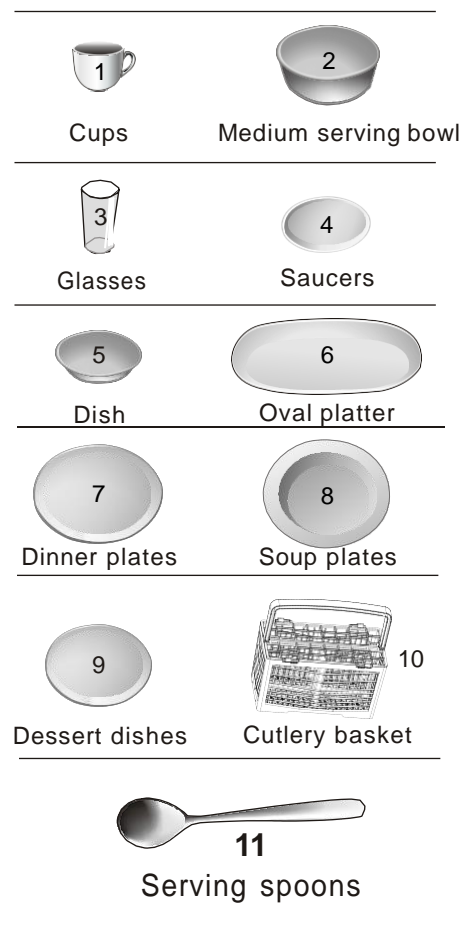 1
2
Cups
Medium serving bowl
3
4
Glasses
Saucers
5
6
Dish
Oval platter
7
8
Dinner plates
Soup plates
9
10
Dessert dishes
Cutlery basket
11
Serving spoons